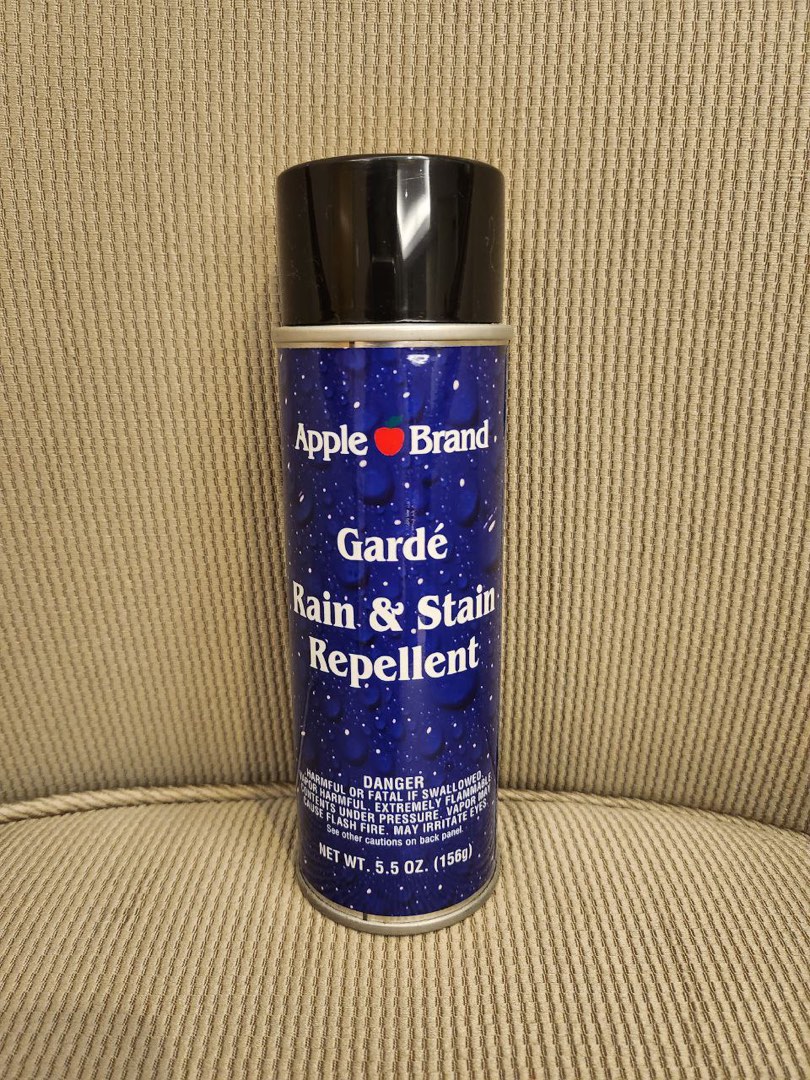 Apple Brand
Gardé
Rain & Stain
Repellent
DANGER
HARMFUL OR FATAL IF SWALLOWED.
VAPOR HARMFUL. EXTREMELY FLAMMABLE
CONTENTS UNDER PRESSURE. VAPOR MAY
CAUSE FLASH FIRE. MAY IRRITATE EYES.
See other cautions on back panel.
NET WT. 5.5 OZ. (156g)